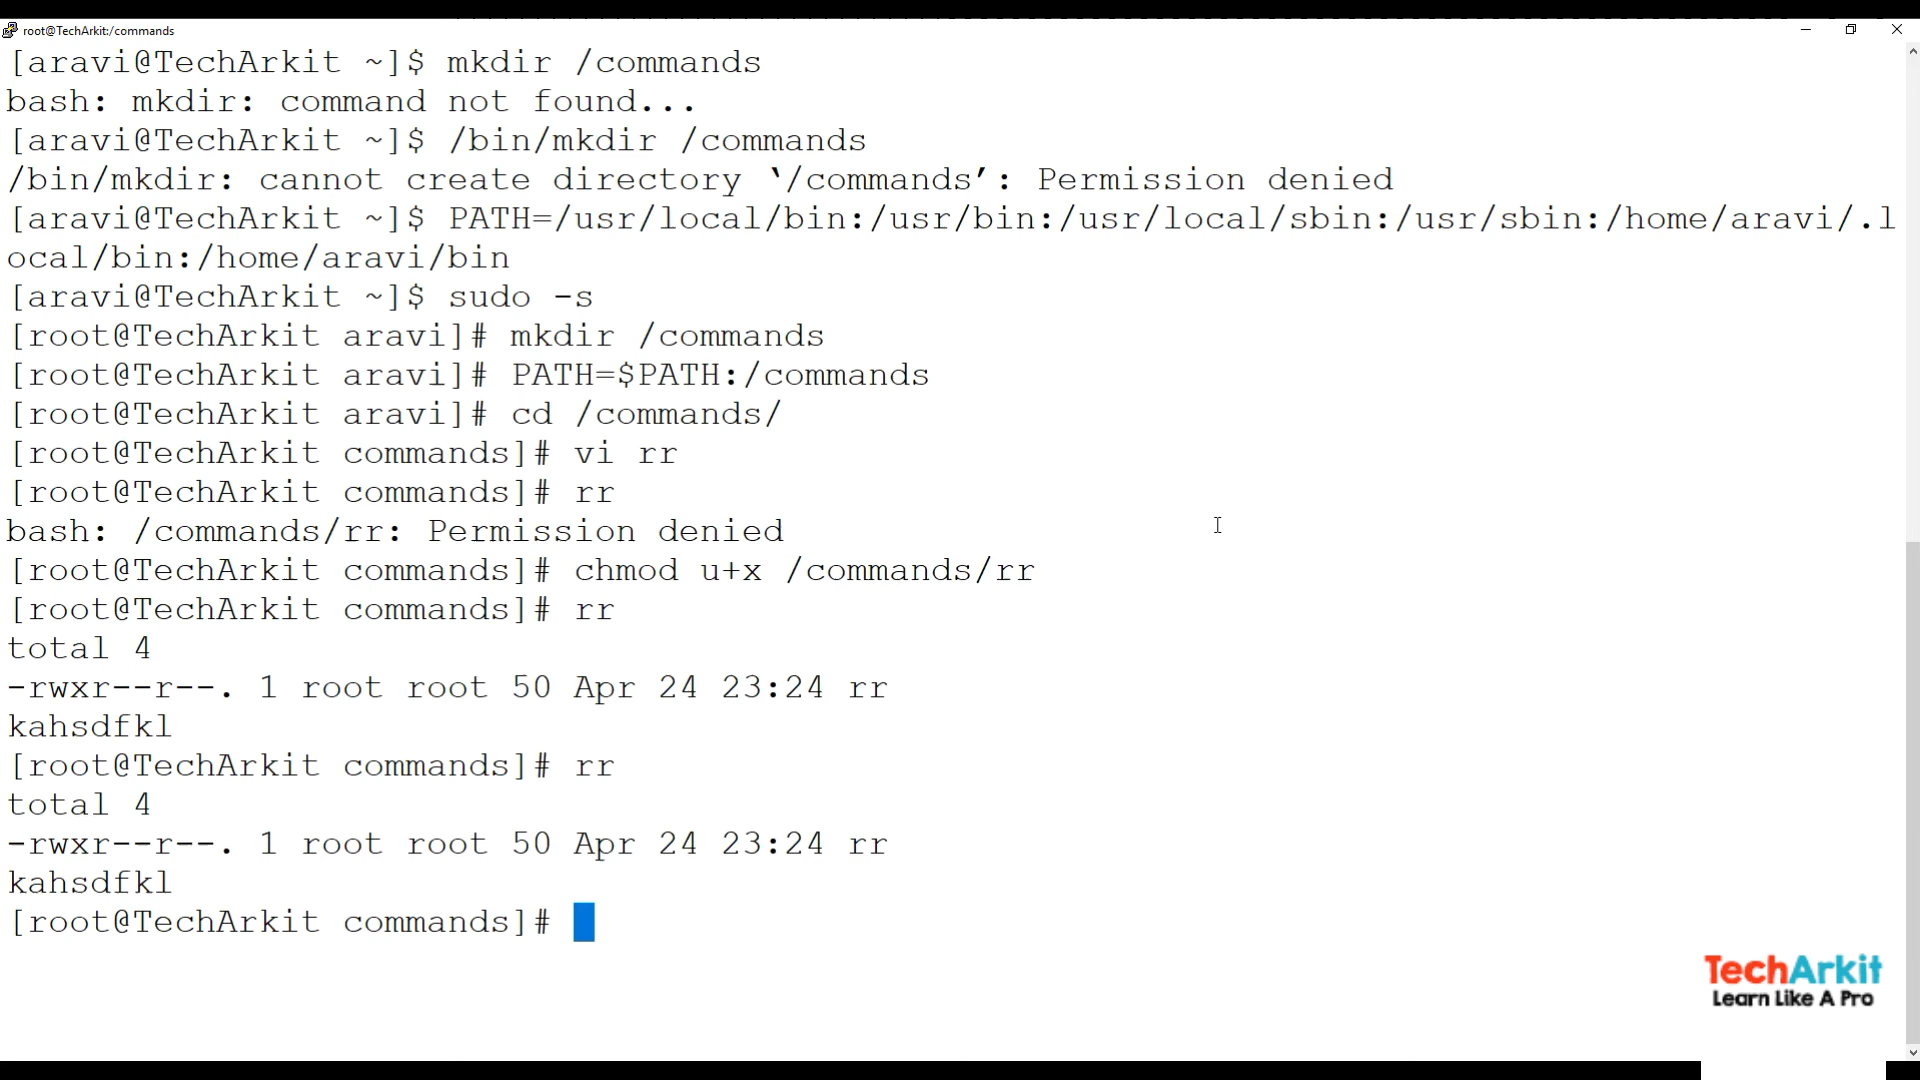 root@TechArkit:/commands
[aravi@TechArkit ~]$ mkdir /commands
bash: mkdir: command not found...
[aravi@TechArkit ~]$ /bin/mkdir /commands
/bin/mkdir: cannot create directory ‘/commands’: Permission denied
[aravi@TechArkit ~]$ PATH=/usr/local/bin:/usr/bin:/usr/local/sbin:/usr/sbin:/home/aravi/.l
ocal/bin:/home/aravi/bin
[aravi@TechArkit ~]$ sudo -s
[root@TechArkit aravi]# mkdir /commands
[root@TechArkit aravi]# PATH=$PATH:/commands
[root@TechArkit aravi]# cd /commands/
[root@TechArkit commands]# vi rr
[root@TechArkit commands]# rr
bash: /commands/rr: Permission denied
[root@TechArkit commands]# chmod u+x /commands/rr
[root@TechArkit commands]# rr
total 4
-rwxr--r--. 1 root root 50 Apr 24 23:24 rr
kahsdfkl
[root@TechArkit commands]# rr
total 4
-rwxr--r--. 1 root root 50 Apr 24 23:24 rr
kahsdfkl
[root@TechArkit commands]#
TechArkit
Learn Like A Pro